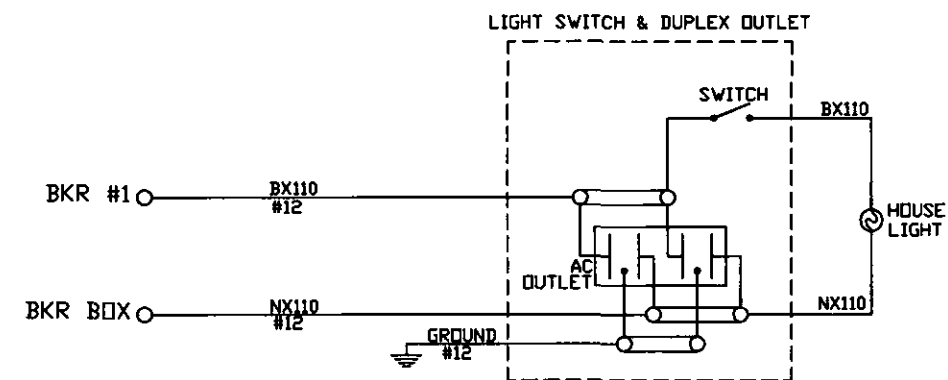 LIGHT SWITCH & DUPLEX OUTLET
SWITCH
BX110
BKR #1
BX110
#12
HOUSE
LIGHT
AC
OUTLET
BKR BOX
NX110
#12
NX110
GROUND
#12